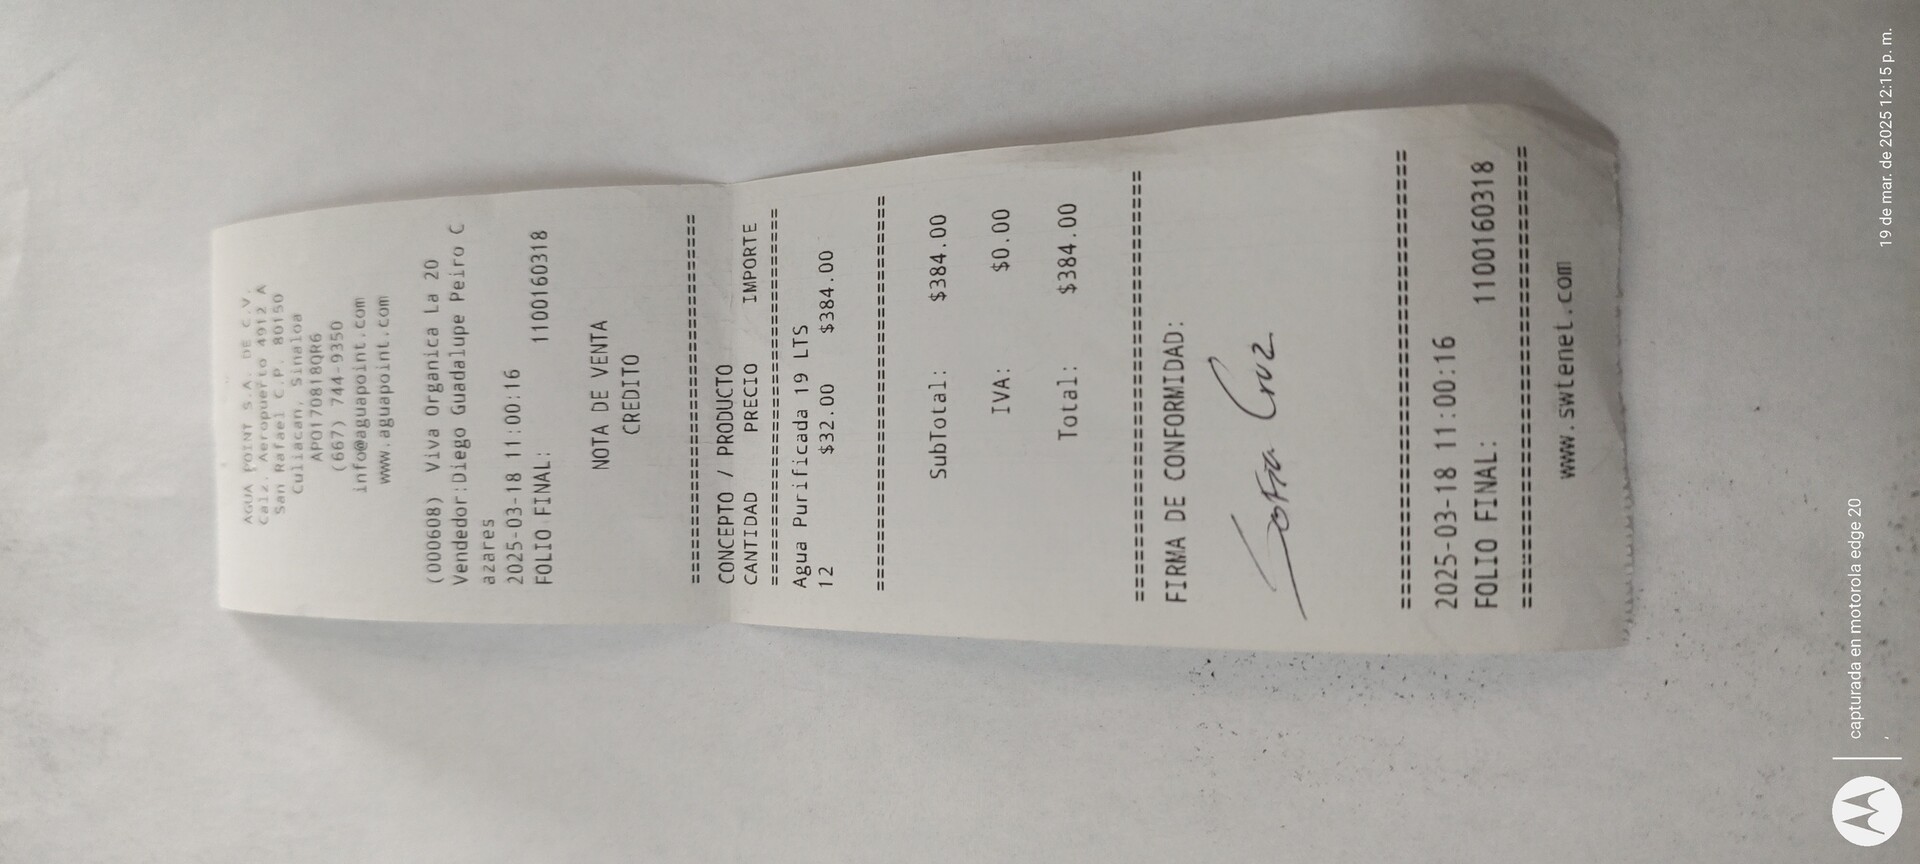 AGUA POINT S.A. DE C.V.
Calz. Aeropuerto 4912 A
San Rafael C.P. 80150
Culiacan, Sinaloa
APO170818QR6
(667) 744-9350
info@aguapoint.com
www.aguapoint.com
(000608) Viva Organica La 20
Vendedor:Diego Guadalupe Peiro C
azares
2025-03-18 11:00:16
FOLIO FINAL: 1100160318
NOTA DE VENTA
CREDITO
================================
CONCEPTO / PRODUCTO
CANTIDAD PRECIO IMPORTE
================================
Agua Purificada 19 LTS
12 $32.00 $384.00
================================
SubTotal: $384.00
IVA: $0.00
Total: $384.00
================================
FIRMA DE CONFORMIDAD:
Sofia Cruz
================================
2025-03-18 11:00:16
FOLIO FINAL: 1100160318
================================
www.swtenet.com
capturada en motorola edge 20
, 19 de mar. de 2025 12:15 p. m.